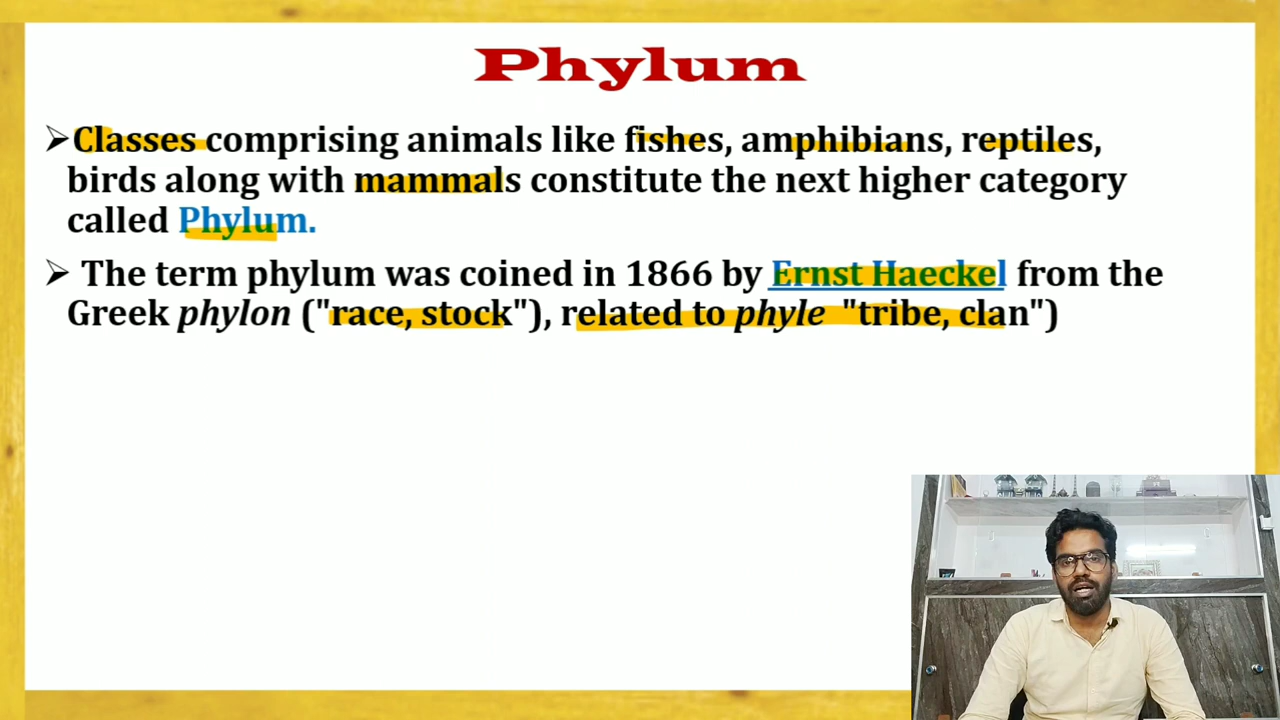 Phylum
➢Classes comprising animals like fishes, amphibians, reptiles,
birds along with mammals constitute the next higher category
called Phylum.
➢ The term phylum was coined in 1866 by Ernst Haeckel from the
Greek phylon ("race, stock"), related to phyle "tribe, clan")